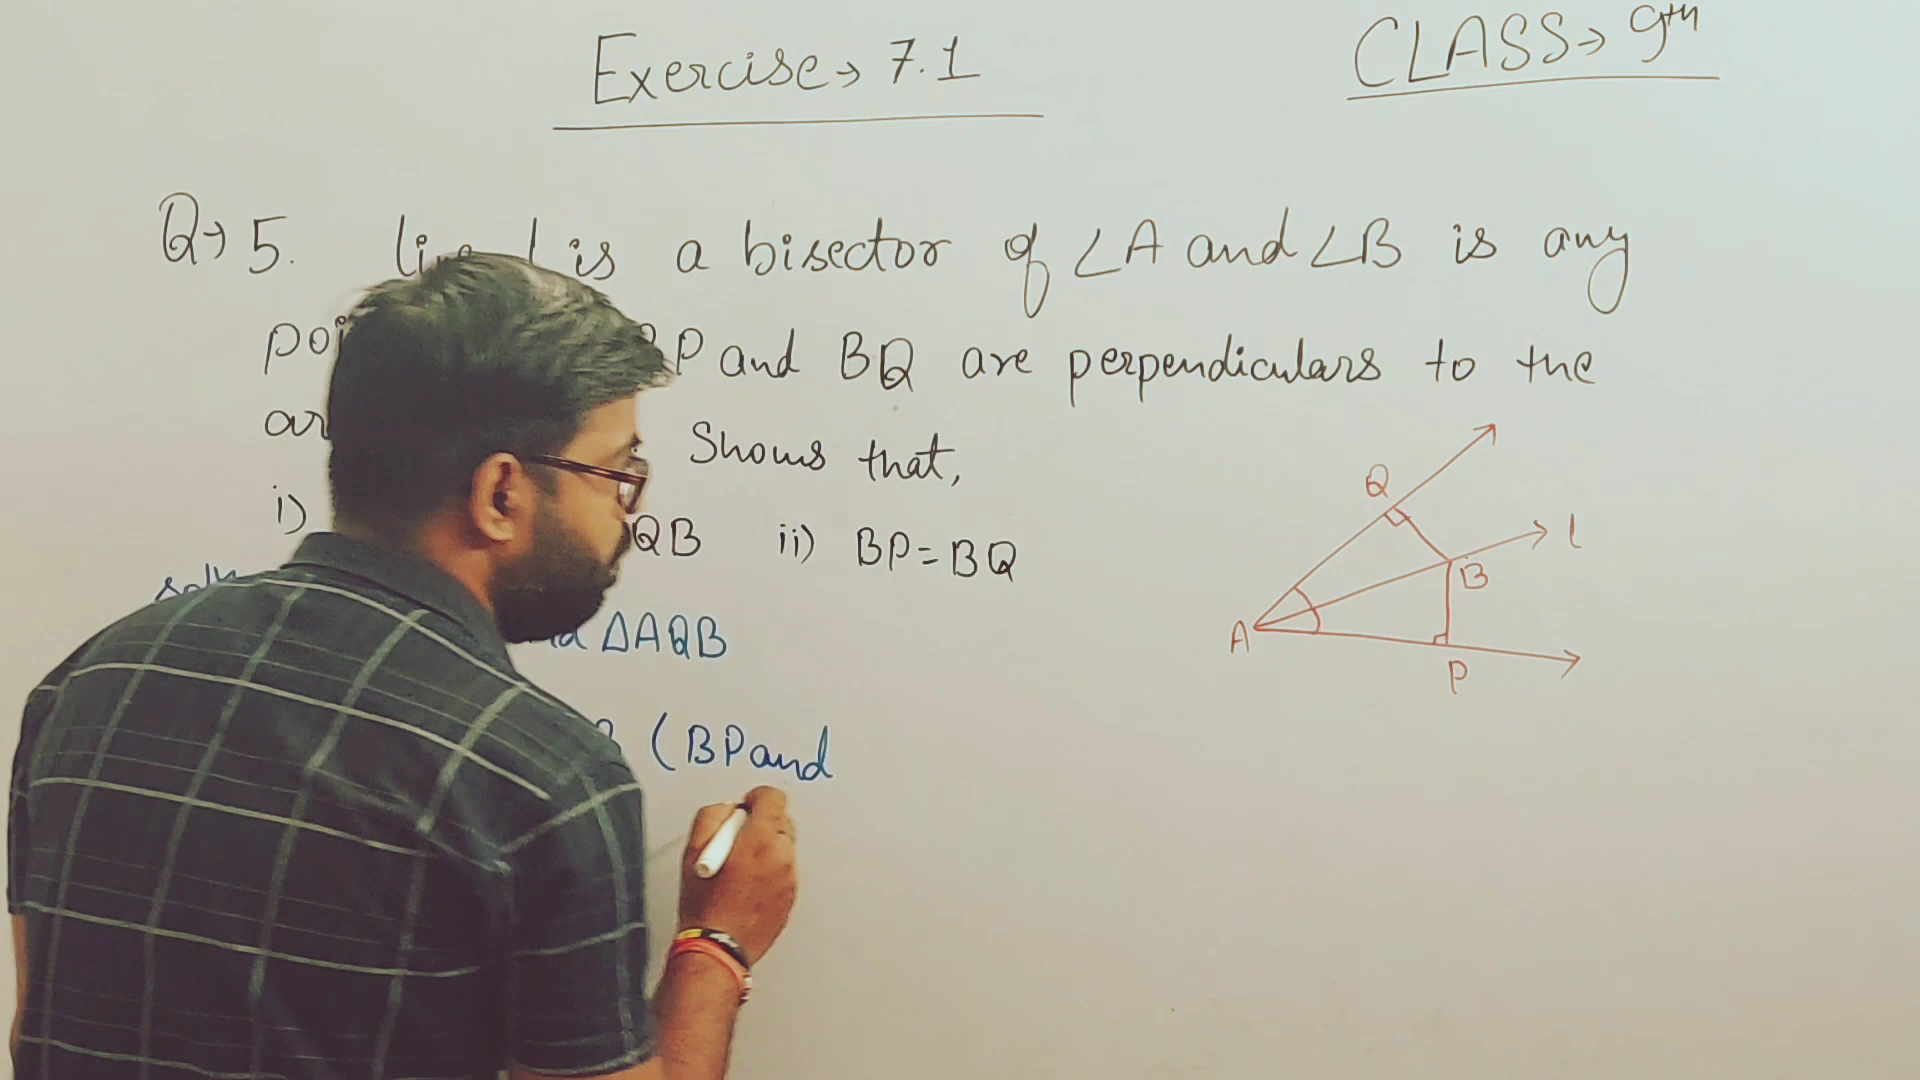 Exercise→ 7.1
CLASS→ 9th
Q→ 5. is a bisector of ∠A and ∠B is any
P and BQ are perpendiculars to the
Shows that,
i) QB ii) BP=BQ
ΔAQB
(BP and
Q
l
B
A
P